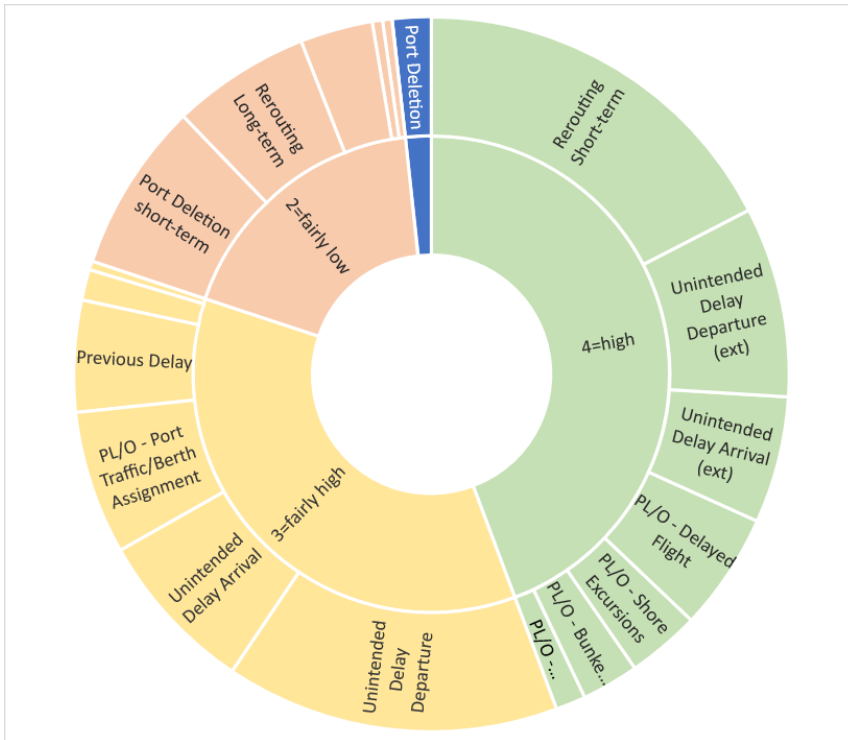 Port Deletion
Rerouting
Short-term
Unintended
Delay
Departure
(ext)
Unintended
Delay Arrival
(ext)
PL/O - Delayed
Flight
PL/O - Shore
Excursions
PL/O - Bunke...
PL/O -
...
Unintended
Delay
Departure
Unintended
Delay Arrival
PL/O - Port
Traffic/Berth
Assignment
Previous Delay
Port Deletion
short-term
Rerouting
Long-term
2=fairly low
4=high
3=fairly high